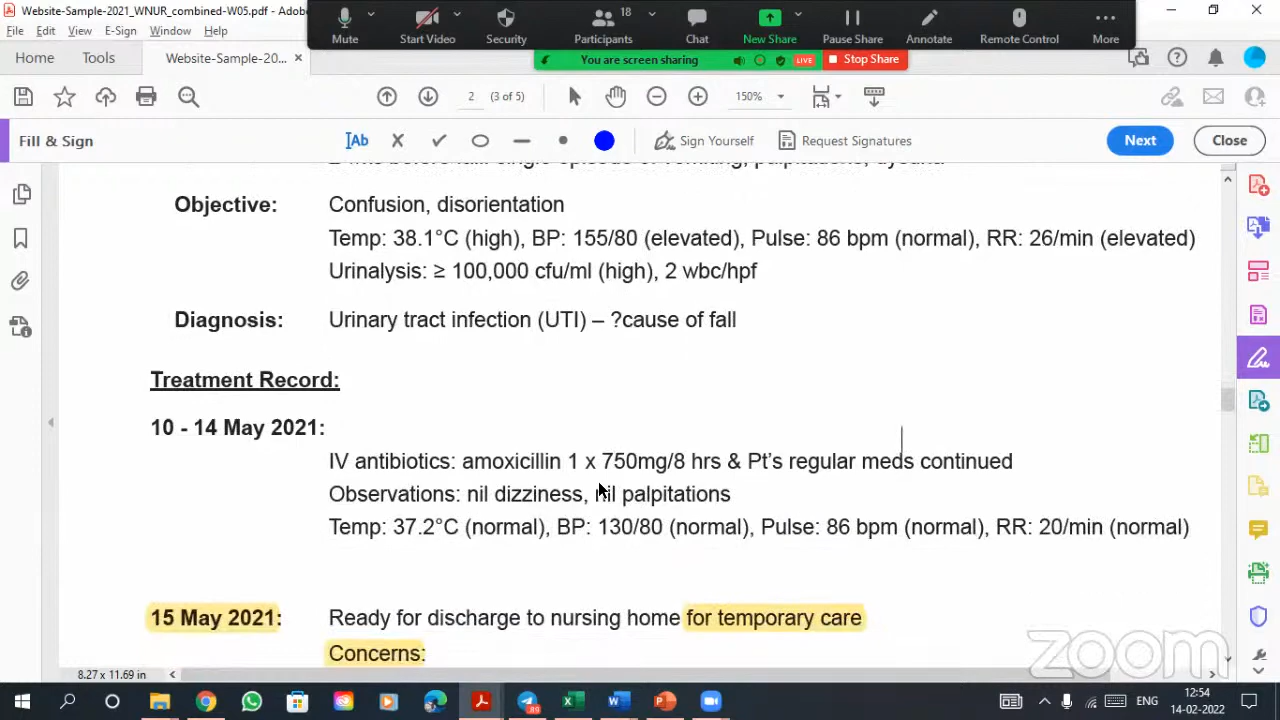 Website-Sample-2021_WNUR_combined-W05.pdf - Adob
File Edit View E-Sign Window Help
Mute Start Video Security Participants 18 Chat New Share Pause Share Annotate Remote Control More
You are screen sharing LIVE Stop Share
Home Tools Website-Sample-20...
2 (3 of 5) 150%
Fill & Sign Ab Sign Yourself Request Signatures Next Close
Objective: Confusion, disorientation
Temp: 38.1°C (high), BP: 155/80 (elevated), Pulse: 86 bpm (normal), RR: 26/min (elevated)
Urinalysis: ≥ 100,000 cfu/ml (high), 2 wbc/hpf
Diagnosis: Urinary tract infection (UTI) – ?cause of fall
Treatment Record:
10 - 14 May 2021:
IV antibiotics: amoxicillin 1 x 750mg/8 hrs & Pt's regular meds continued
Observations: nil dizziness, nil palpitations
Temp: 37.2°C (normal), BP: 130/80 (normal), Pulse: 86 bpm (normal), RR: 20/min (normal)
15 May 2021: Ready for discharge to nursing home for temporary care
Concerns:
zoom
8.27 x 11.69 in
ENG
12:54
14-02-2022